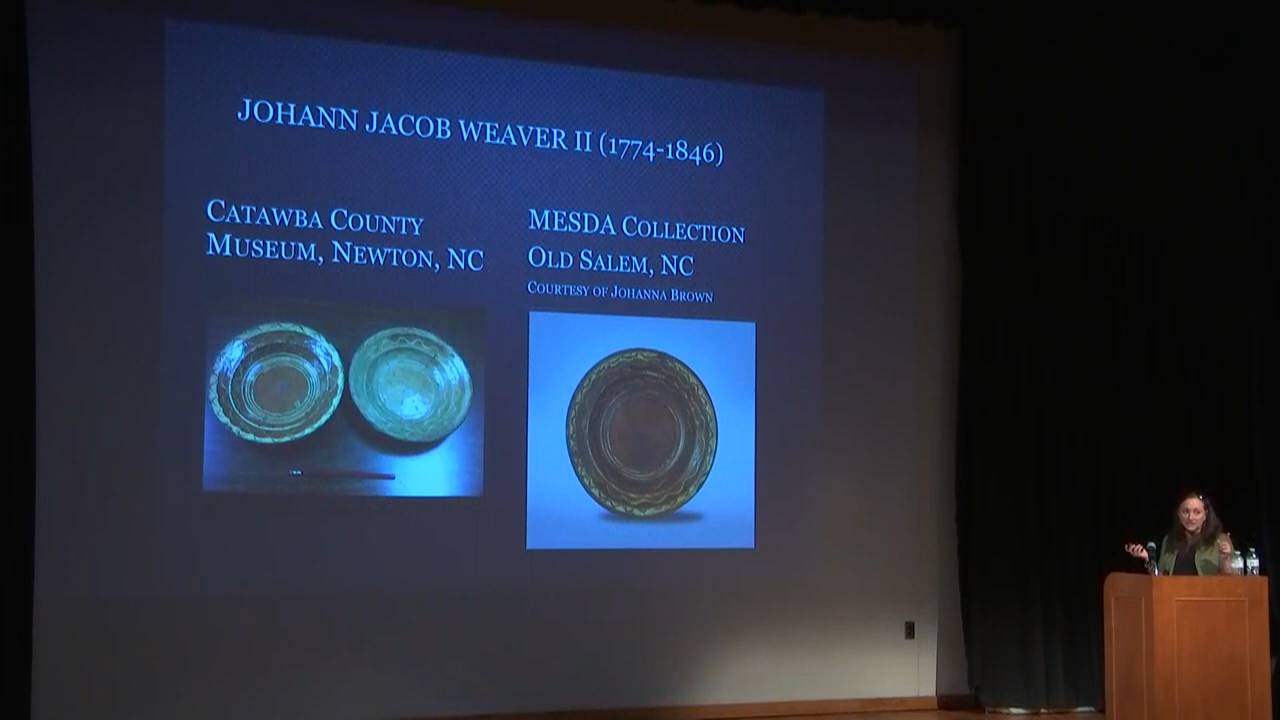 JOHANN JACOB WEAVER II (1774-1846)
CATAWBA COUNTY
MUSEUM, NEWTON, NC
MESDA COLLECTION
OLD SALEM, NC
COURTESY OF JOHANNA BROWN